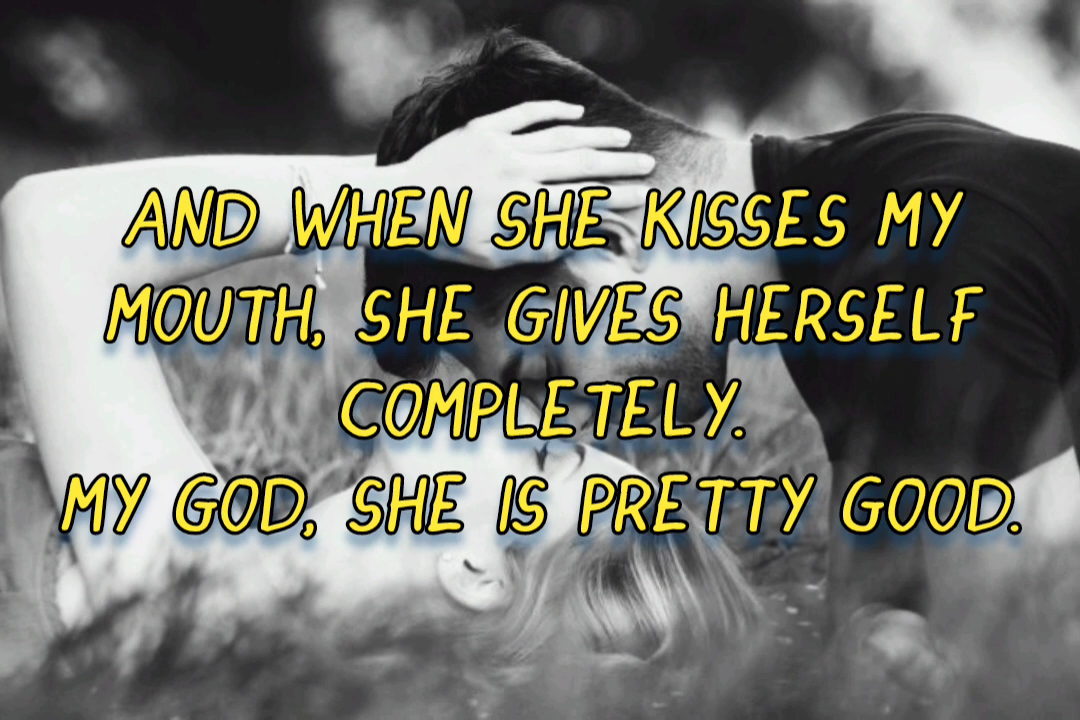 AND WHEN SHE KISSES MY
MOUTH, SHE GIVES HERSELF
COMPLETELY.
MY GOD, SHE IS PRETTY GOOD.